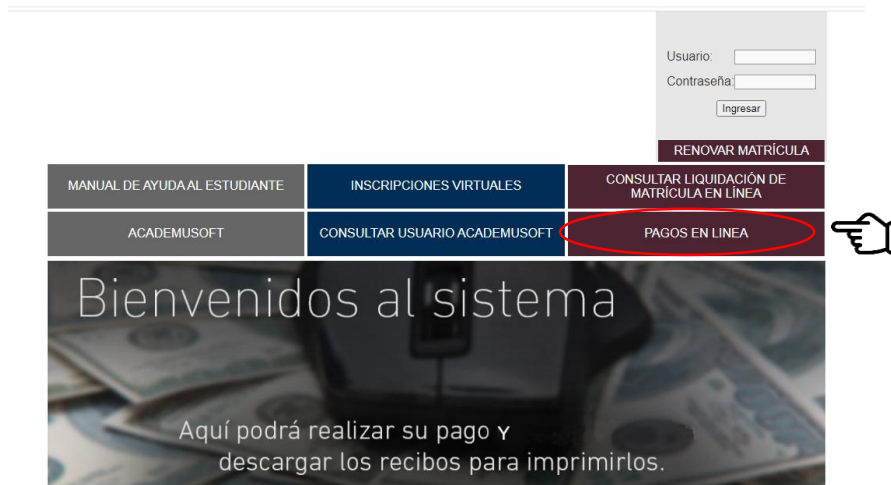 Usuario:
Contraseña:
Ingresar
RENOVAR MATRÍCULA
MANUAL DE AYUDA AL ESTUDIANTE
INSCRIPCIONES VIRTUALES
CONSULTAR LIQUIDACIÓN DE
MATRÍCULA EN LÍNEA
ACADEMUSOFT
CONSULTAR USUARIO ACADEMUSOFT
PAGOS EN LINEA
Bienvenidos al sistema
Aquí podrá realizar su pago Y
descargar los recibos para imprimirlos.